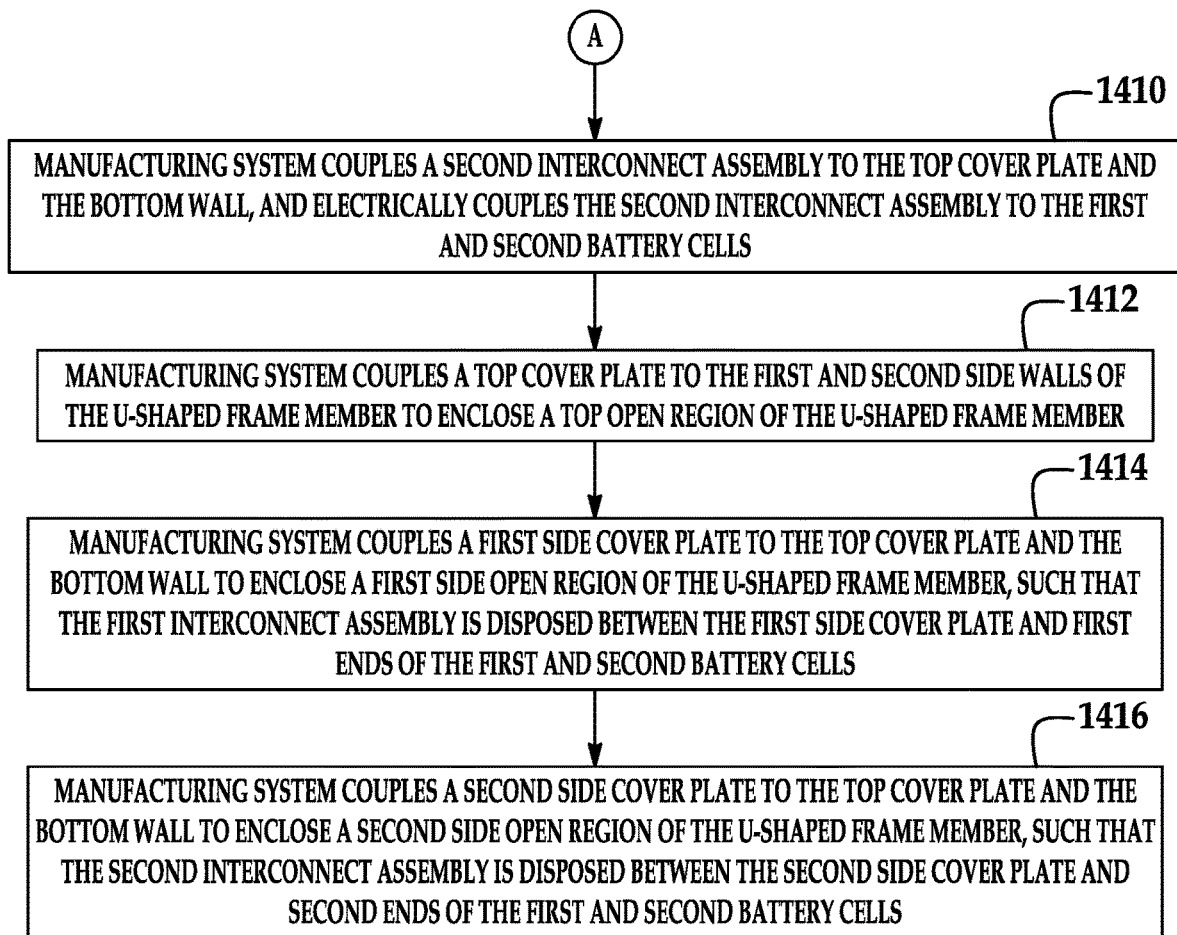 A
1410
MANUFACTURING SYSTEM COUPLES A SECOND INTERCONNECT ASSEMBLY TO THE TOP COVER PLATE AND
THE BOTTOM WALL, AND ELECTRICALLY COUPLES THE SECOND INTERCONNECT ASSEMBLY TO THE FIRST
AND SECOND BATTERY CELLS
1412
MANUFACTURING SYSTEM COUPLES A TOP COVER PLATE TO THE FIRST AND SECOND SIDE WALLS OF
THE U-SHAPED FRAME MEMBER TO ENCLOSE A TOP OPEN REGION OF THE U-SHAPED FRAME MEMBER
1414
MANUFACTURING SYSTEM COUPLES A FIRST SIDE COVER PLATE TO THE TOP COVER PLATE AND THE
BOTTOM WALL TO ENCLOSE A FIRST SIDE OPEN REGION OF THE U-SHAPED FRAME MEMBER, SUCH THAT
THE FIRST INTERCONNECT ASSEMBLY IS DISPOSED BETWEEN THE FIRST SIDE COVER PLATE AND FIRST
ENDS OF THE FIRST AND SECOND BATTERY CELLS
1416
MANUFACTURING SYSTEM COUPLES A SECOND SIDE COVER PLATE TO THE TOP COVER PLATE AND THE
BOTTOM WALL TO ENCLOSE A SECOND SIDE OPEN REGION OF THE U-SHAPED FRAME MEMBER, SUCH THAT
THE SECOND INTERCONNECT ASSEMBLY IS DISPOSED BETWEEN THE SECOND SIDE COVER PLATE AND
SECOND ENDS OF THE FIRST AND SECOND BATTERY CELLS